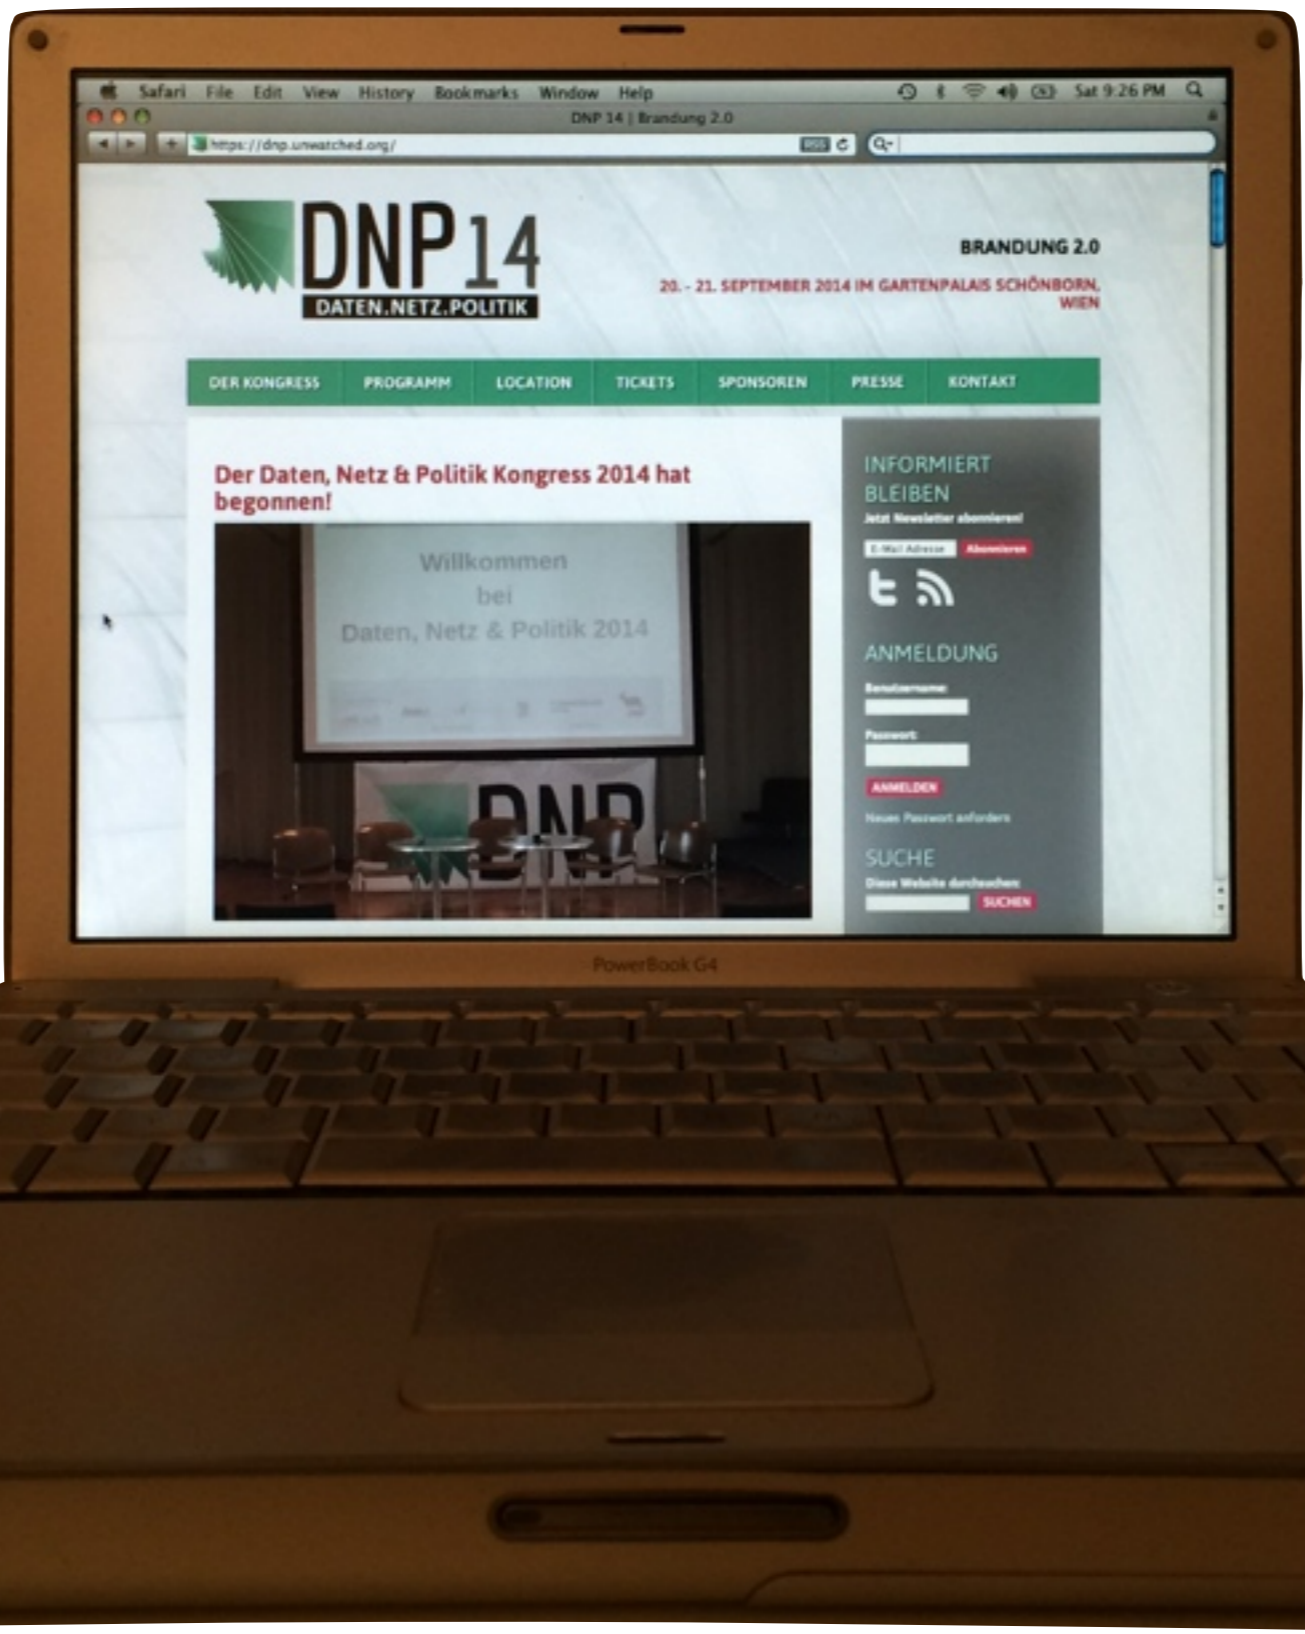 Safari File Edit View History Bookmarks Window Help Sat 9:26 PM
DNP 14 | Brandung 2.0
https://dnp.unwatched.org/ RSS
DNP14
DATEN.NETZ.POLITIK
BRANDUNG 2.0
20. - 21. SEPTEMBER 2014 IM GARTENPALAIS SCHÖNBORN,
WIEN
DER KONGRESS PROGRAMM LOCATION TICKETS SPONSOREN PRESSE KONTAKT
Der Daten, Netz & Politik Kongress 2014 hat
begonnen!
Willkommen
bei
Daten, Netz & Politik 2014
DNP
INFORMIERT
BLEIBEN
Jetzt Newsletter abonnieren!
E-Mail Adresse Abonnieren
ANMELDUNG
Benutzername:
Passwort:
ANMELDEN
Neues Passwort anfordern
SUCHE
Diese Website durchsuchen:
SUCHEN
PowerBook G4